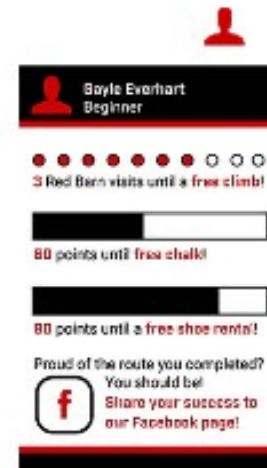 Gayle Everhart
Beginner
3 Red Barn visits until a free climb!
80 points until free chalk!
80 points until a free shoe rental!
Proud of the route you completed?
You should be!
f
Share your success to
our Facebook page!